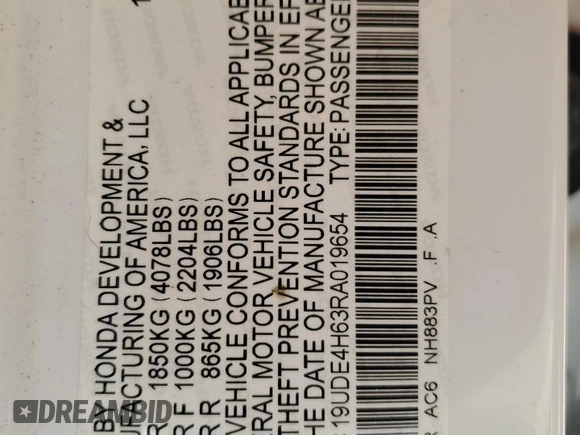 BY HONDA DEVELOPMENT &
UFACTURING OF AMERICA, LLC
1850KG (4078LBS)
R F 1000KG (2204LBS)
R R 865KG (1906LBS)
VEHICLE CONFORMS TO ALL APPLICAB
ERAL MOTOR VEHICLE SAFETY, BUMPER
THEFT PREVENTION STANDARDS IN EF
HE DATE OF MANUFACTURE SHOWN AB
19UDE4H63RA019654 TYPE: PASSENGER
R AC6 NH883PV .F .A
DREAMBID